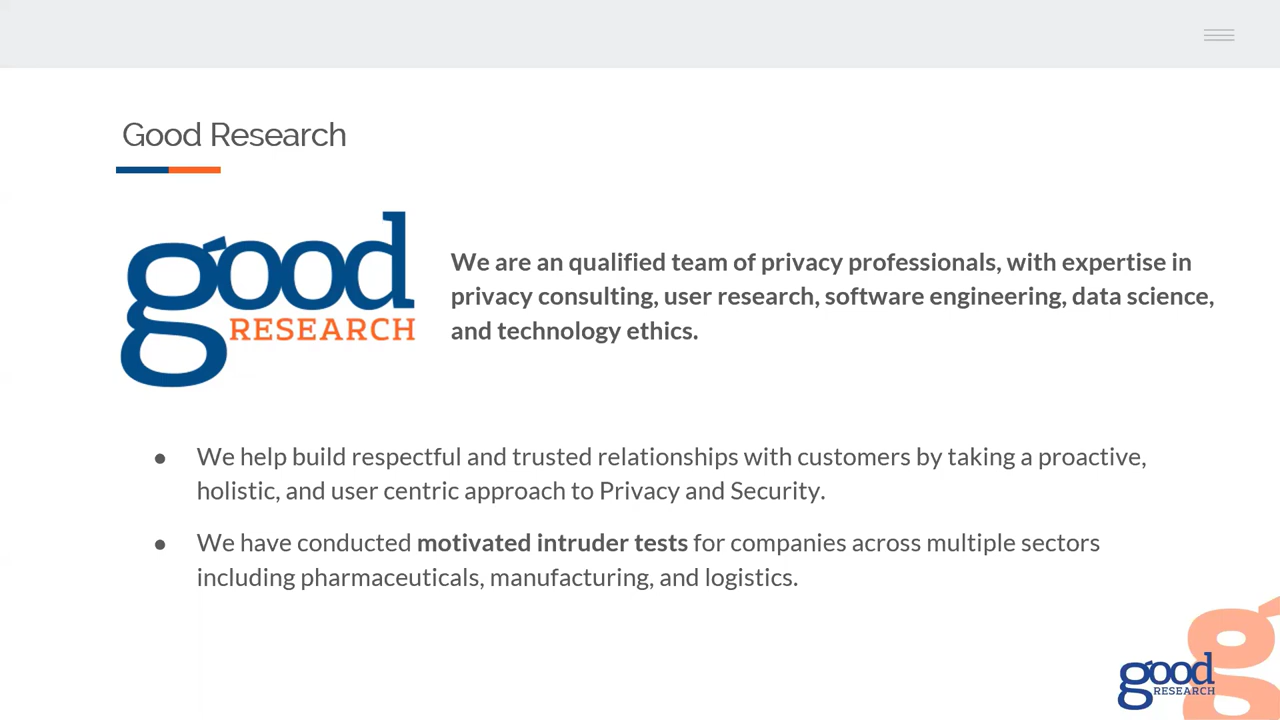 Good Research
good
RESEARCH
We are an qualified team of privacy professionals, with expertise in
privacy consulting, user research, software engineering, data science,
and technology ethics.
● We help build respectful and trusted relationships with customers by taking a proactive,
holistic, and user centric approach to Privacy and Security.
● We have conducted motivated intruder tests for companies across multiple sectors
including pharmaceuticals, manufacturing, and logistics.
good
RESEARCH
g